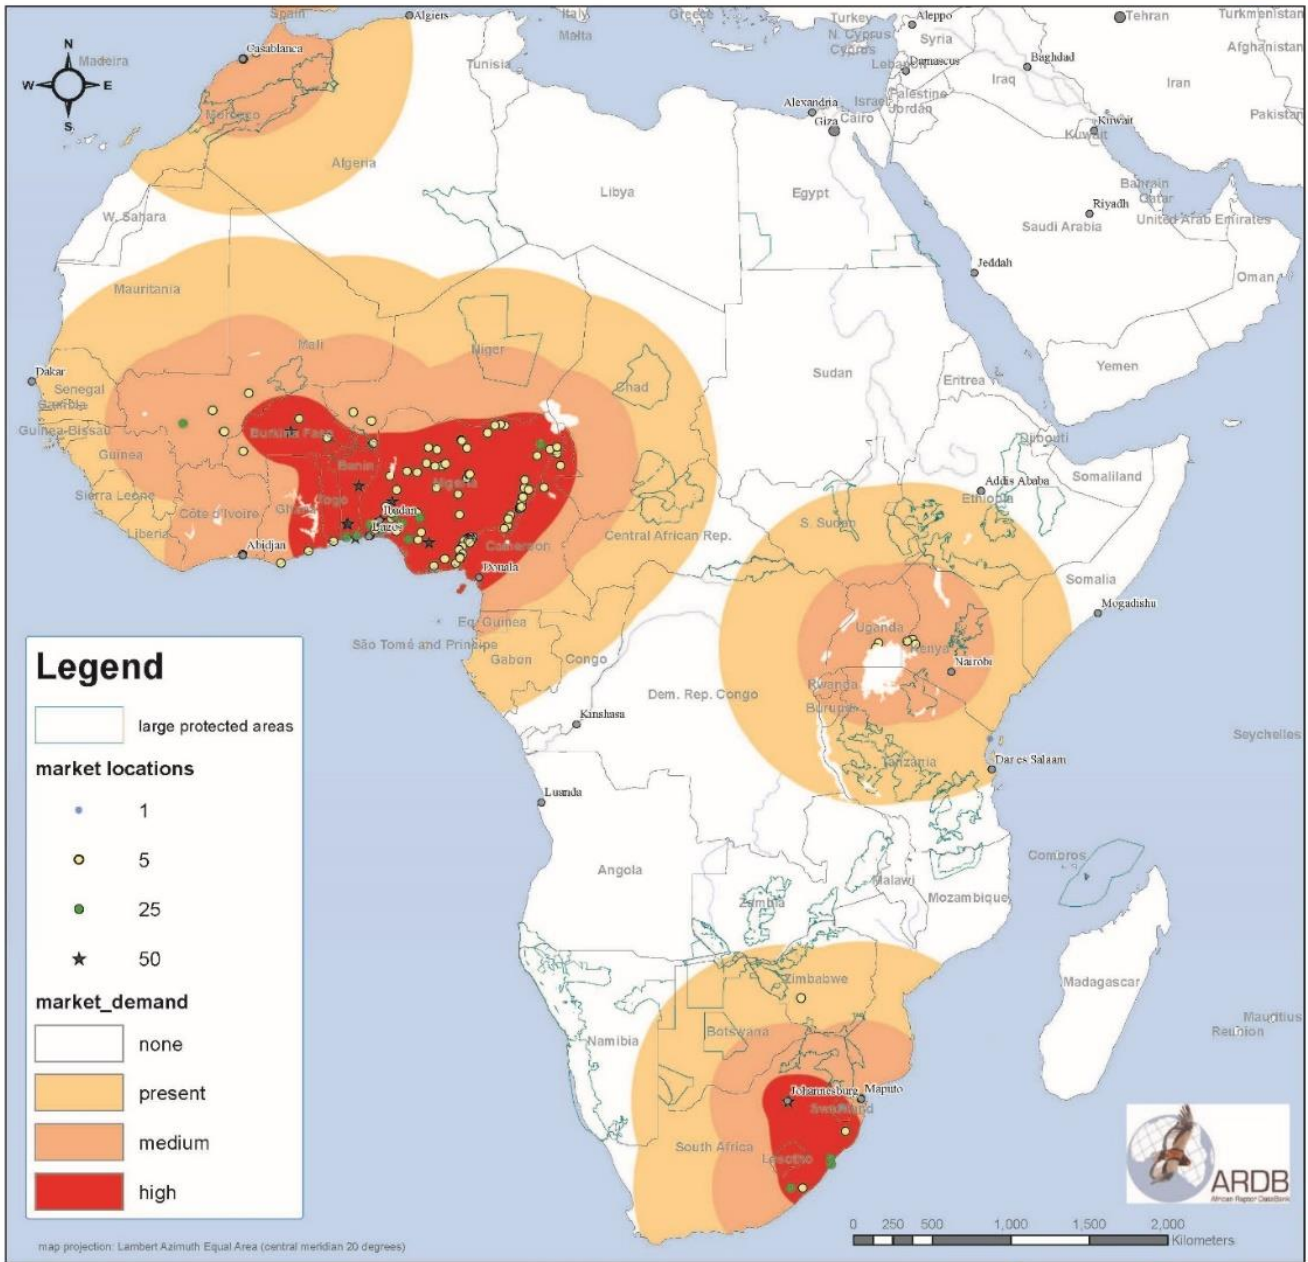 Spain
Algiers
Italy
Greece
Turkey
Aleppo
Tehran
Turkmenistan
N. Cyprus
Cyprus
Syria
Malta
Casablanca
Madeira
Tunisia
Lebanon
Damascus
Baghdad
Afghanistan
Iraq
Iran
N
W
E
S
Morocco
Alexandria
Israel
Palestine
Jordan
Giza
Cairo
Kuwait
Kuwait
Pakistan
Algeria
Libya
Egypt
Bahrain
Qatar
Riyadh
United Arab Emirates
W. Sahara
Saudi Arabia
Jeddah
Oman
Mauritania
Mali
Niger
Chad
Sudan
Eritrea
Yemen
Dakar
Senegal
Gambia
Guinea-Bissau
Guinea
Burkina Faso
Benin
Nigeria
Djibouti
Somaliland
Addis Ababa
Ethiopia
Sierra Leone
Côte d'Ivoire
Ghana
Togo
Ibadan
Lagos
Liberia
Abidjan
Cameroon
Central African Rep.
S. Sudan
Douala
Somalia
Mogadishu
Eq. Guinea
São Tomé and Principe
Gabon
Congo
Uganda
Kenya
Nairobi
Rwanda
Burundi
Dem. Rep. Congo
Kinshasa
Seychelles
Tanzania
Dar es Salaam
Luanda
Angola
Zambia
Malawi
Mozambique
Comoros
Madagascar
Mauritius
Reunion
Zimbabwe
Botswana
Namibia
Johannesburg
Maputo
Swaziland
South Africa
Lesotho
Legend
large protected areas
market locations
1
5
25
50
market_demand
none
present
medium
high
map projection: Lambert Azimuth Equal Area (central meridian 20 degrees)
ARDB
African Raptor DataBank
0 250 500 1,000 1,500 2,000
Kilometers